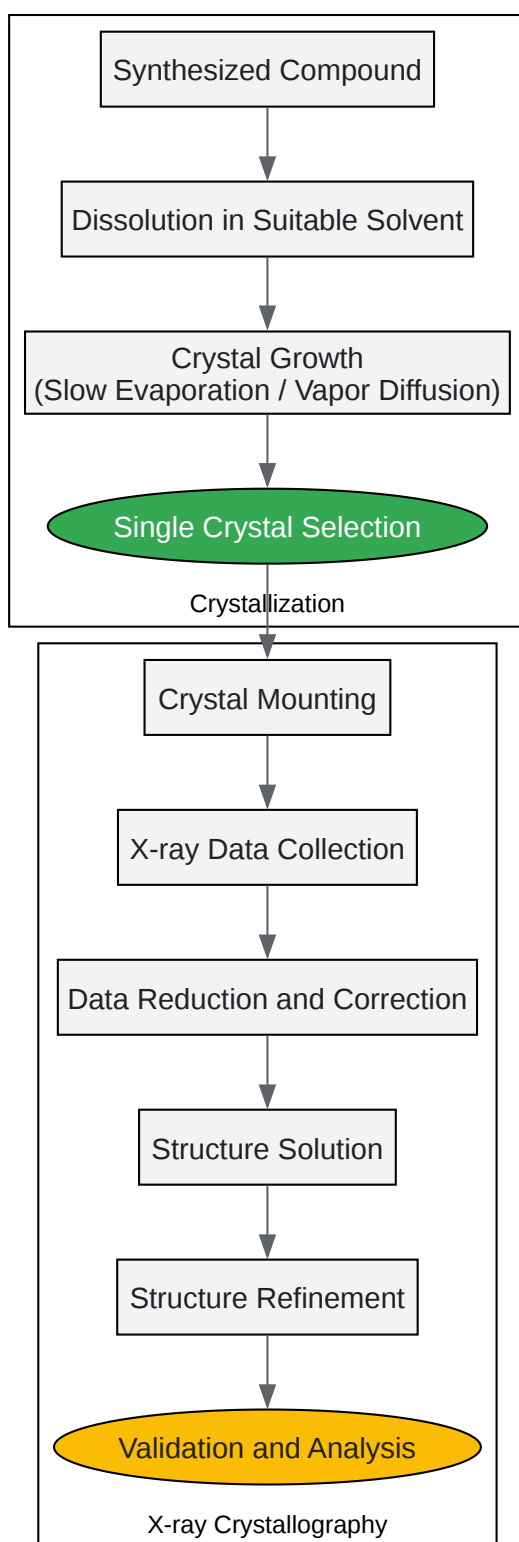 Synthesized Compound
Dissolution in Suitable Solvent
Crystal Growth
(Slow Evaporation / Vapor Diffusion)
Single Crystal Selection
Crystallization
Crystal Mounting
X-ray Data Collection
Data Reduction and Correction
Structure Solution
Structure Refinement
Validation and Analysis
X-ray Crystallography